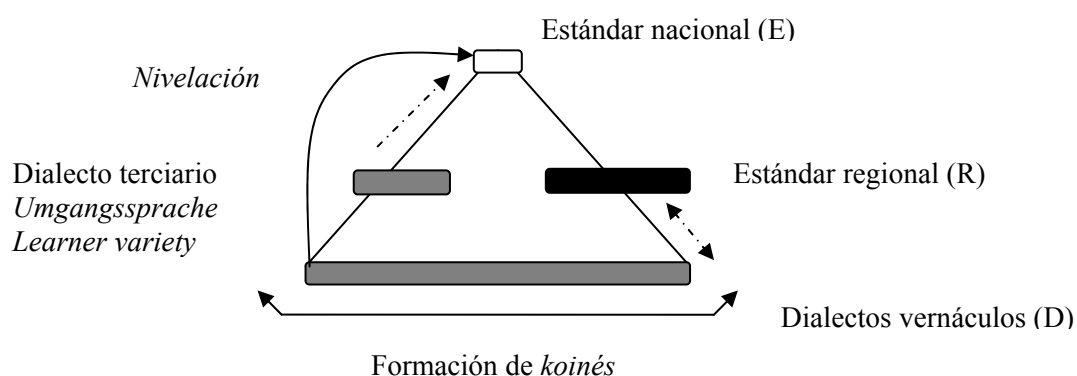 Estándar nacional (E)
Nivelación
Dialecto terciario
Umgangssprache
Learner variety
Estándar regional (R)
Dialectos vernáculos (D)
Formación de koinés